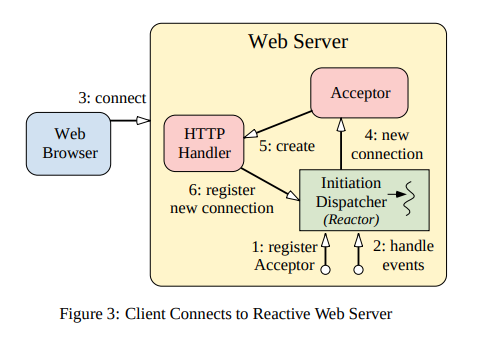 Web Server
3: connect
Acceptor
Web
Browser
HTTP
Handler
5: create
4: new
connection
6: register
new connection
Initiation
Dispatcher
(Reactor)
1: register
Acceptor
2: handle
events
Figure 3: Client Connects to Reactive Web Server